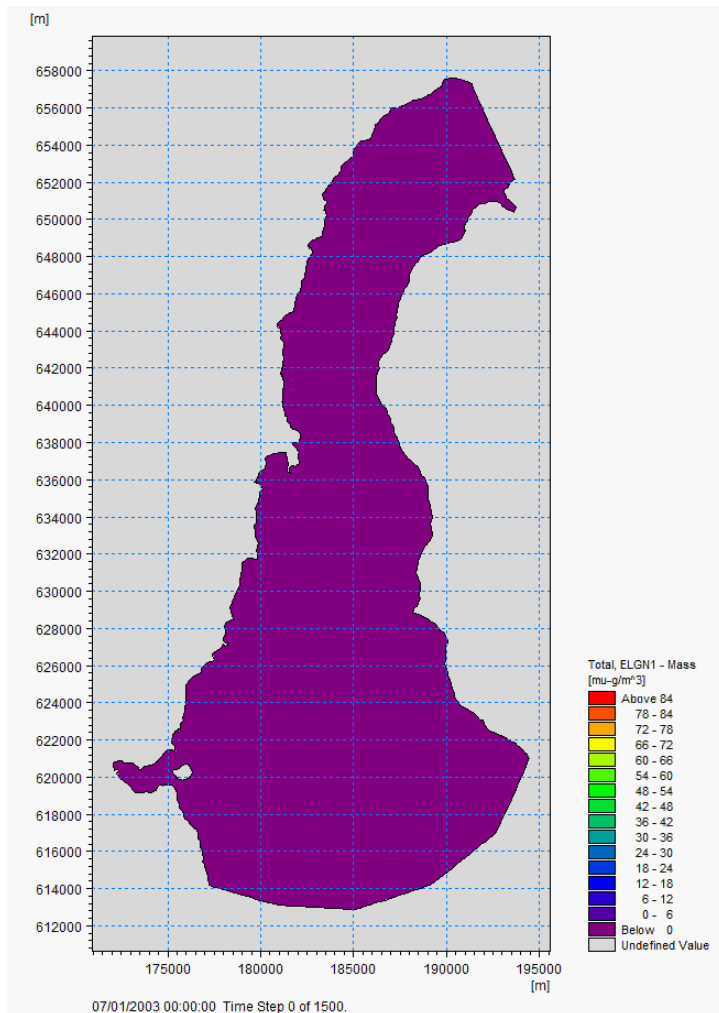 [m]
658000
656000
654000
652000
650000
648000
646000
644000
642000
640000
638000
636000
634000
632000
630000
628000
626000
624000
622000
620000
618000
616000
614000
612000
175000 180000 185000 190000 195000
[m]
07/01/2003 00:00:00 Time Step 0 of 1500.
Total, ELGN1 - Mass
[mu-g/m^3]
Above 84
78 - 84
72 - 78
66 - 72
60 - 66
54 - 60
48 - 54
42 - 48
36 - 42
30 - 36
24 - 30
18 - 24
12 - 18
6 - 12
0 - 6
Below 0
Undefined Value